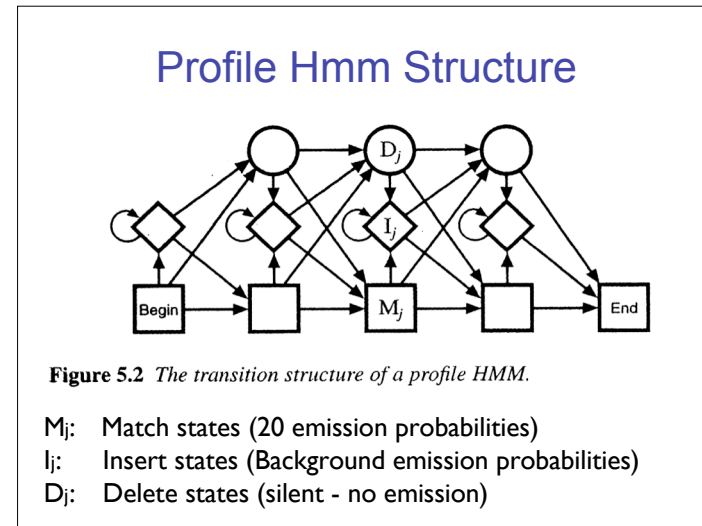 Profile Hmm Structure
Dj
Ij
Begin
Mj
End
Figure 5.2 The transition structure of a profile HMM.
Mj: Match states (20 emission probabilities)
Ij: Insert states (Background emission probabilities)
Dj: Delete states (silent - no emission)